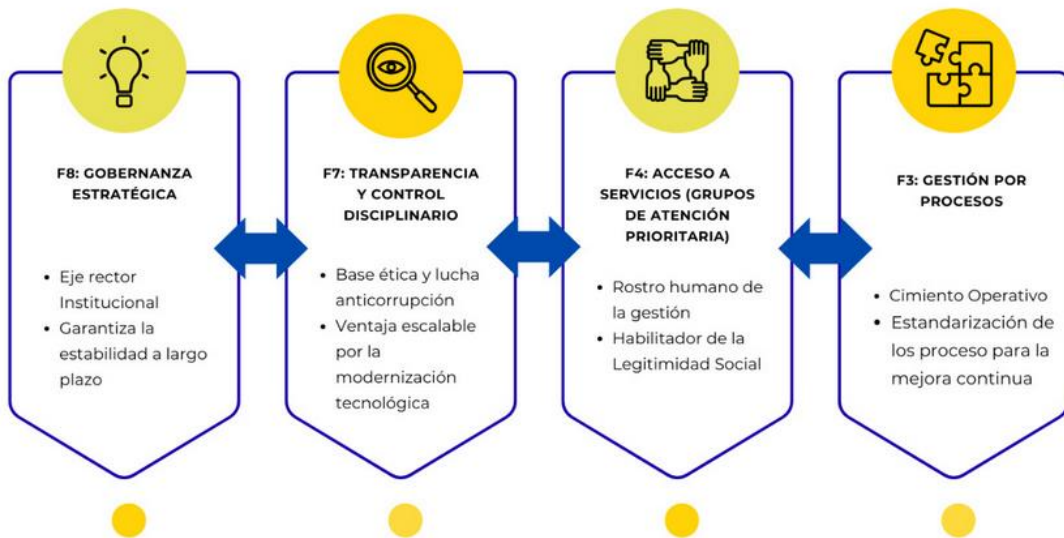 F8: GOBERNANZA
ESTRATÉGICA
• Eje rector
Institucional
• Garantiza la
estabilidad a largo
plazo
F7: TRANSPARENCIA
Y CONTROL
DISCIPLINARIO
• Base ética y lucha
anticorrupción
• Ventaja escalable
por la
modernización
tecnológica
F4: ACCESO A
SERVICIOS (GRUPOS
DE ATENCIÓN
PRIORITARIA)
• Rostro humano de
la gestión
• Habilitador de la
Legitimidad Social
F3: GESTIÓN POR
PROCESOS
• Cimiento Operativo
• Estandarización de
los proceso para la
mejora continua